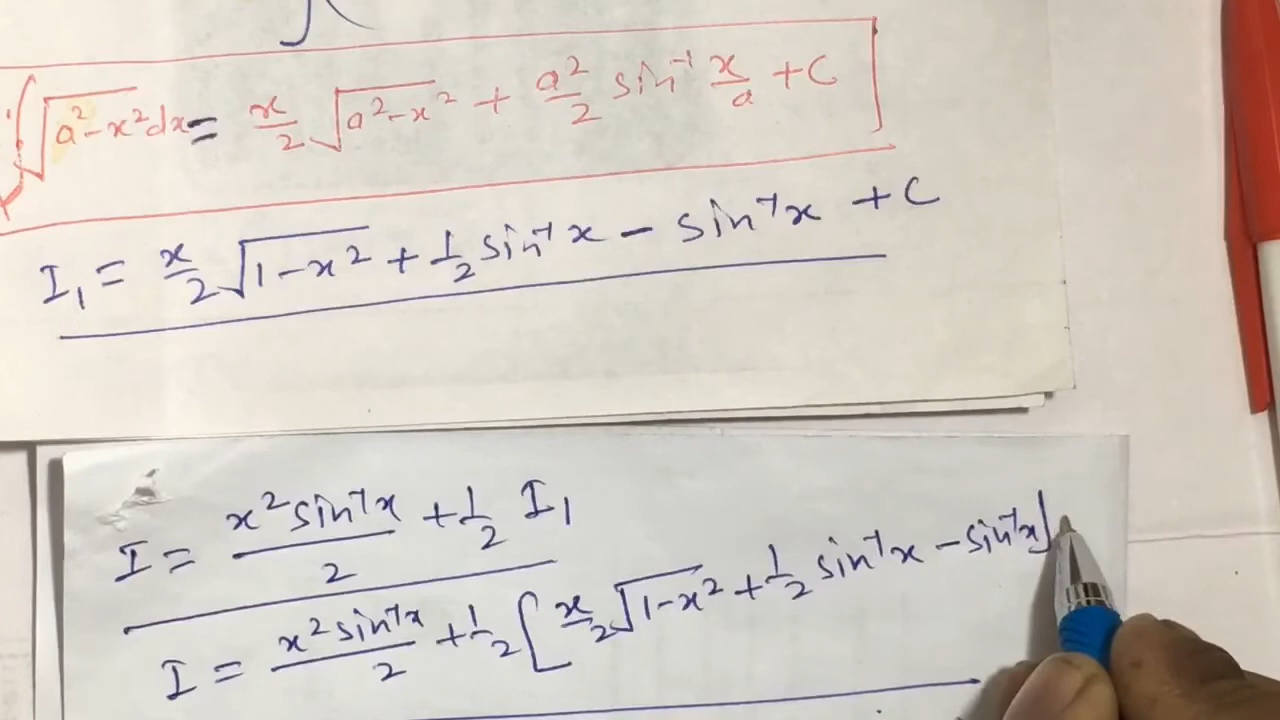 ∫√(a²-x²) dx = x/2 √(a²-x²) + a²/2 sin⁻¹ x/a + C
I₁ = x/2 √(1-x²) + 1/2 sin⁻¹x - sin⁻¹x + C
I = x² sin⁻¹x / 2 + 1/2 I₁
I = x² sin⁻¹x / 2 + 1/2 [ x/2 √(1-x²) + 1/2 sin⁻¹x - sin⁻¹x ]